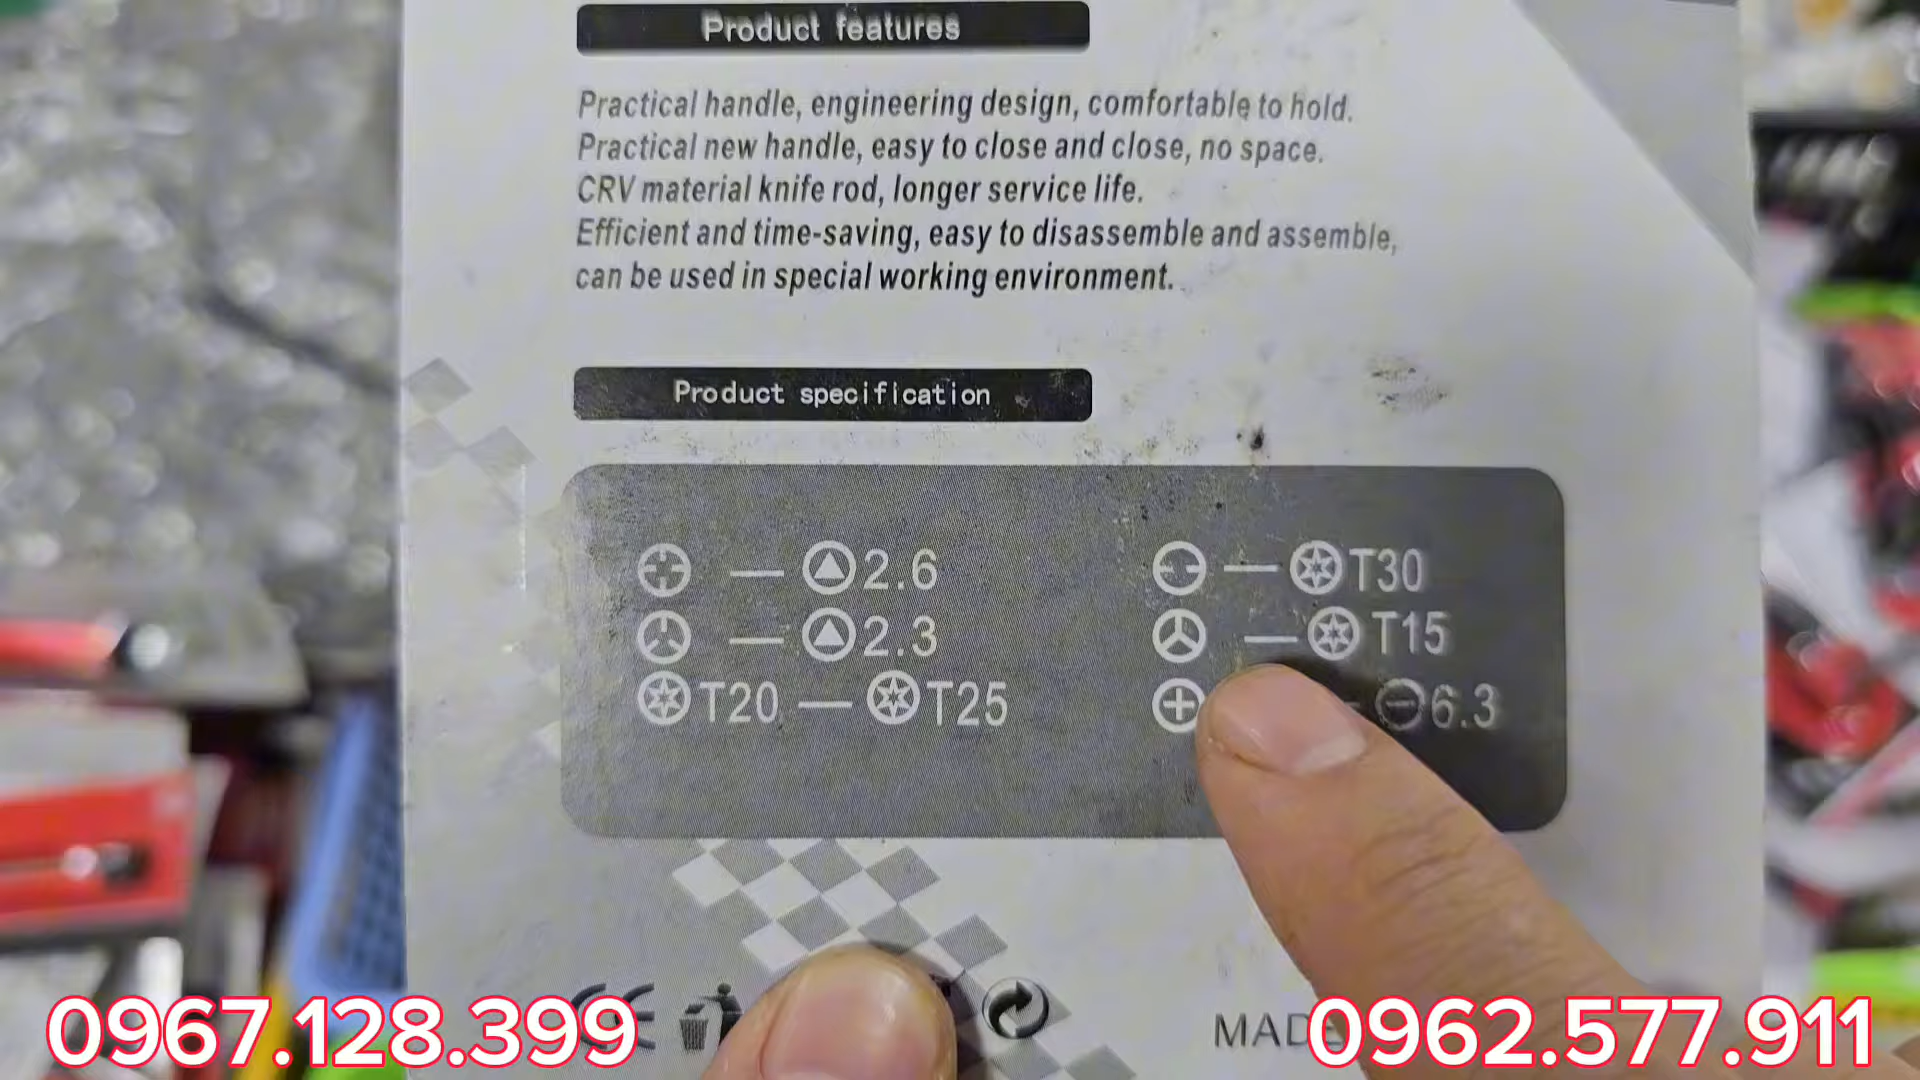 Product features
Practical handle, engineering design, comfortable to hold.
Practical new handle, easy to close and close, no space.
CRV material knife rod, longer service life.
Efficient and time-saving, easy to disassemble and assemble,
can be used in special working environment.
Product specification
— 2.6
— T30
— 2.3
— T15
T20 — T25
6.3
CE
MADE
0967.128.399
0962.577.911